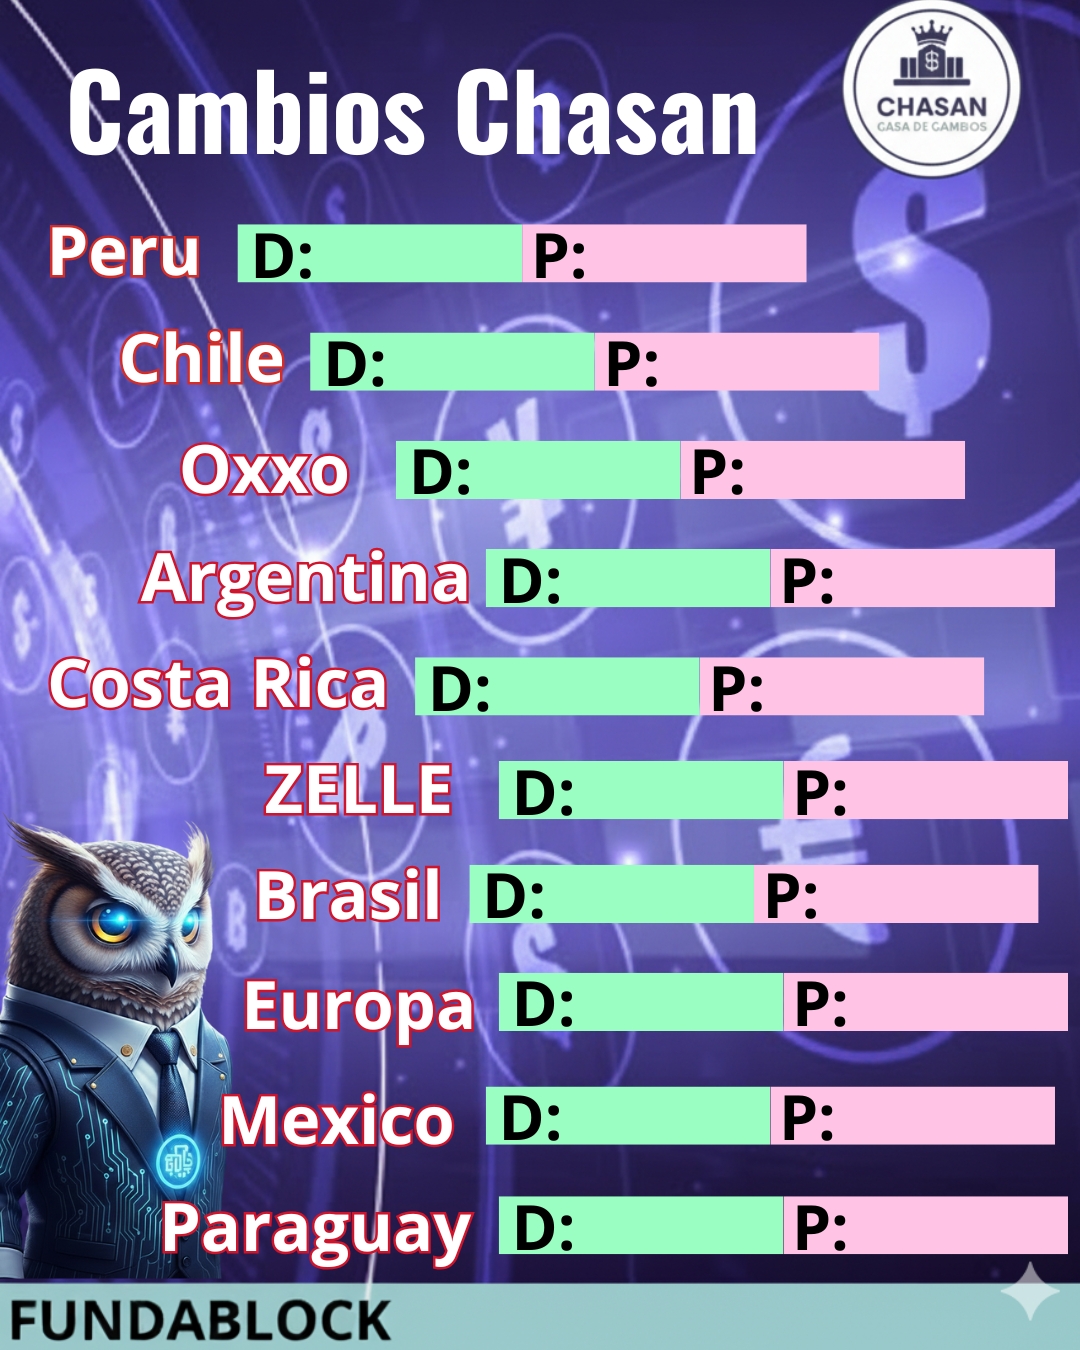 Cambios Chasan
CHASAN
CASA DE CAMBIOS
Peru D: P:
Chile D: P:
Oxxo D: P:
Argentina D: P:
Costa Rica D: P:
ZELLE D: P:
Brasil D: P:
Europa D: P:
Mexico D: P:
Paraguay D: P:
FUNDABLOCK